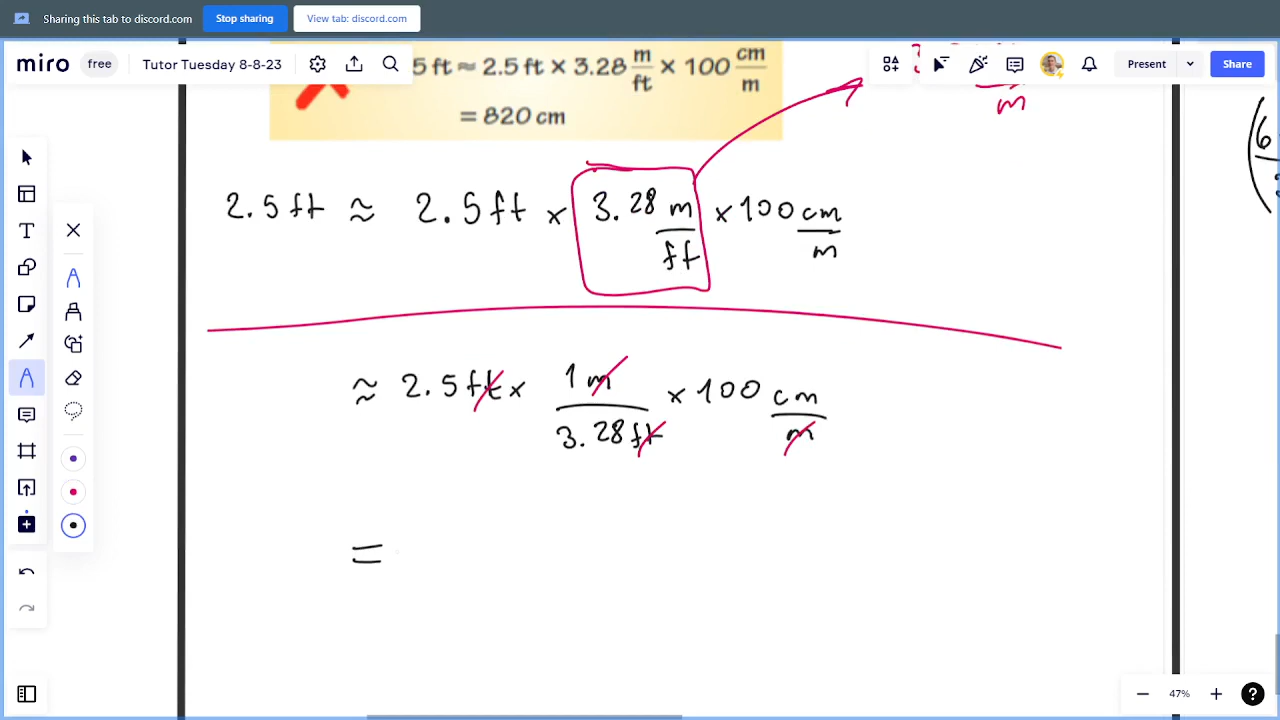 Sharing this tab to discord.com
Stop sharing
View tab: discord.com
miro
free
Tutor Tuesday 8-8-23
Present
Share
5 ft ≈ 2.5 ft × 3.28 m/ft × 100 cm/m
= 820 cm
m
2.5 ft ≈ 2.5 ft × 3.28 m/ft × 100 cm/m
≈ 2.5 ft × 1 m/3.28 ft × 100 cm/m
=
(6
47%